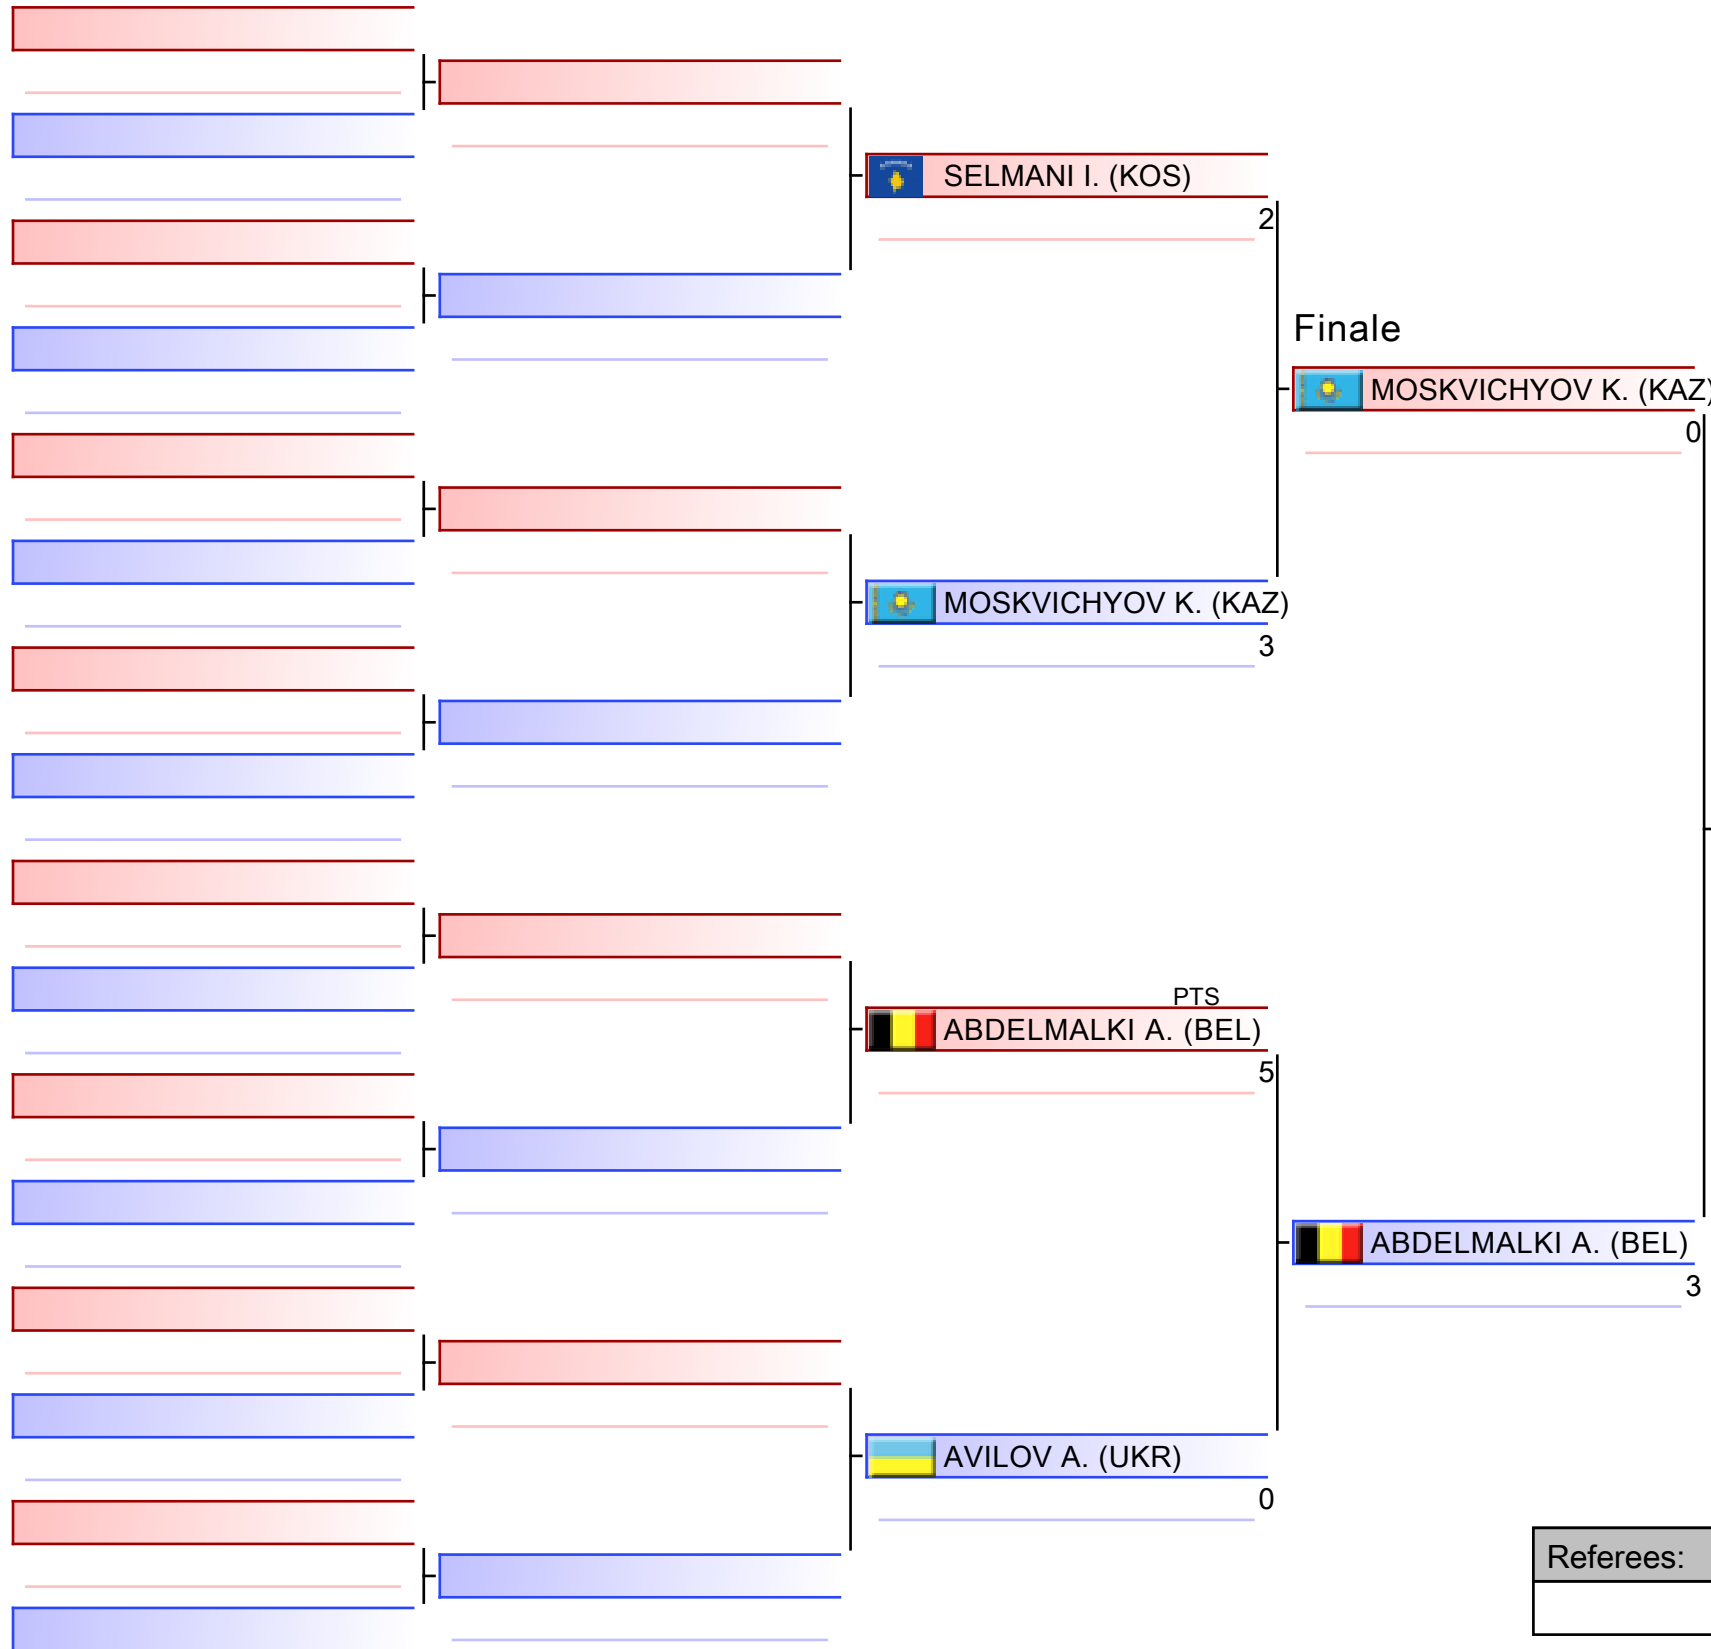 SELMANI I. (KOS)
2
Finale
MOSKVICHYOV K. (KAZ)
0
MOSKVICHYOV K. (KAZ)
3
PTS
ABDELMALKI A. (BEL)
5
ABDELMALKI A. (BEL)
3
AVILOV A. (UKR)
0
Referees: